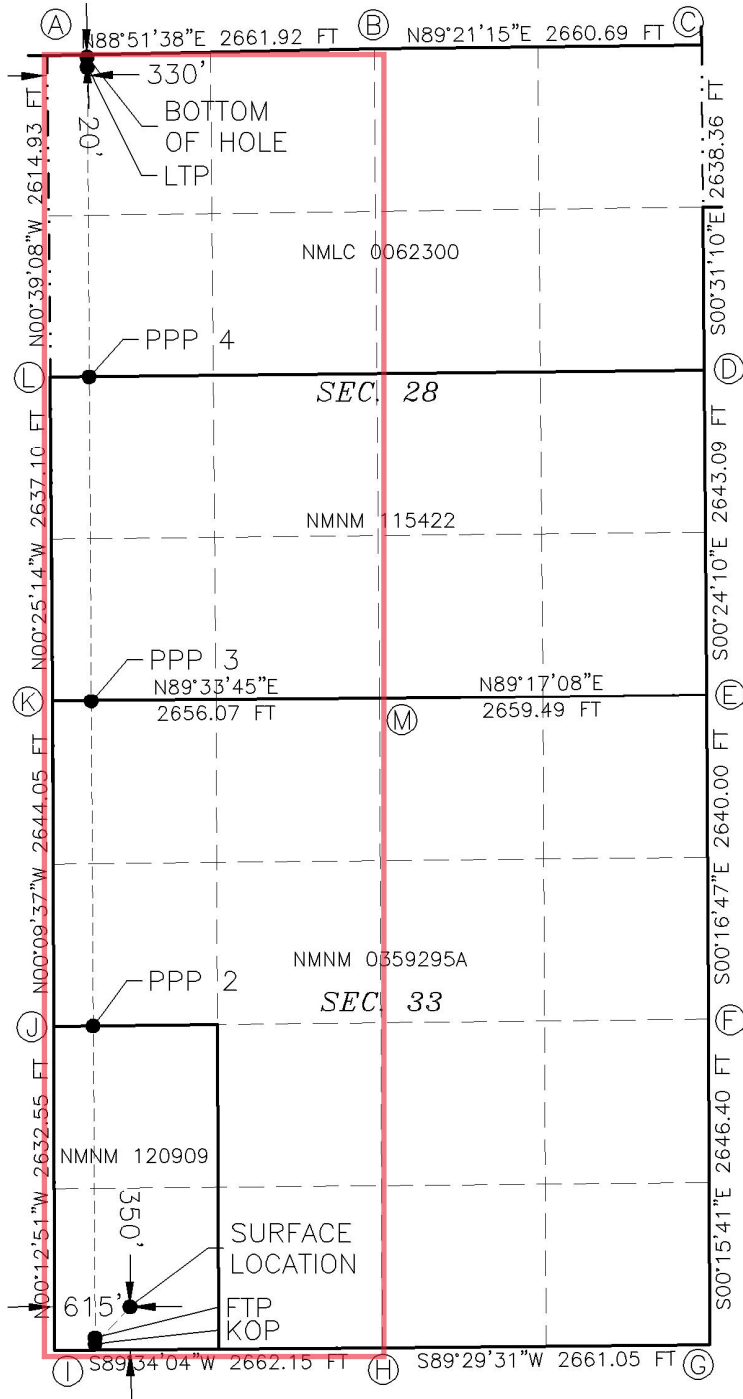 A
B
C
N88°51'38"E 2661.92 FT
N89°21'15"E 2660.69 FT
330'
BOTTOM
OF HOLE
20'
LTP
N00°39'08"W 2614.93 FT
S00°31'10"E 2638.36 FT
NMLC 0062300
PPP 4
L
D
SEC. 28
N00°25'14"W 2637.10 FT
S00°24'10"E 2643.09 FT
NMNM 115422
PPP 3
N89°33'45"E
2656.07 FT
N89°17'08"E
2659.49 FT
K
E
M
N00°09'37"W 2644.05 FT
S00°16'47"E 2640.00 FT
NMNM 0359295A
PPP 2
SEC. 33
J
F
N00°12'51"W 2632.55 FT
S00°15'41"E 2646.40 FT
NMNM 120909
350'
SURFACE
LOCATION
615'
FTP
KOP
I
S89°34'04"W 2662.15 FT
H
S89°29'31"W 2661.05 FT
G